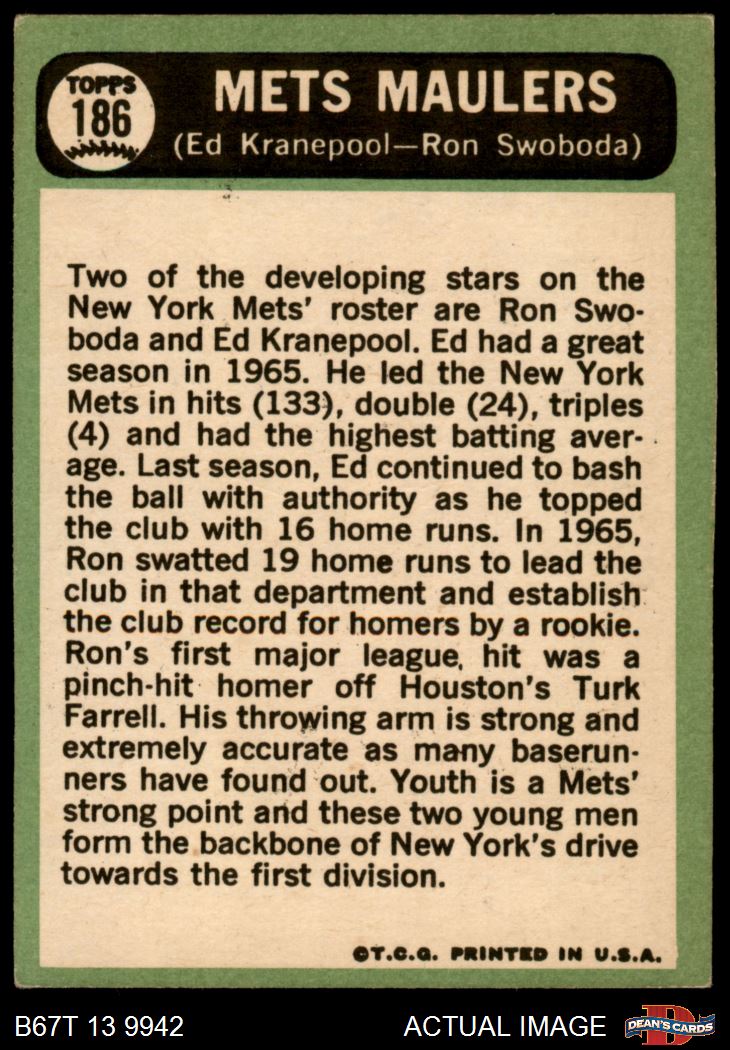 TOPPS
186
METS MAULERS
(Ed Kranepool—Ron Swoboda)
Two of the developing stars on the
New York Mets' roster are Ron Swo-
boda and Ed Kranepool. Ed had a great
season in 1965. He led the New York
Mets in hits (133), double (24), triples
(4) and had the highest batting aver-
age. Last season, Ed continued to bash
the ball with authority as he topped
the club with 16 home runs. In 1965,
Ron swatted 19 home runs to lead the
club in that department and establish
the club record for homers by a rookie.
Ron's first major league hit was a
pinch-hit homer off Houston's Turk
Farrell. His throwing arm is strong and
extremely accurate as many baserun-
ners have found out. Youth is a Mets'
strong point and these two young men
form the backbone of New York's drive
towards the first division.
©T.C.G. PRINTED IN U.S.A.
B67T 13 9942
ACTUAL IMAGE
D
DEAN'S CARDS